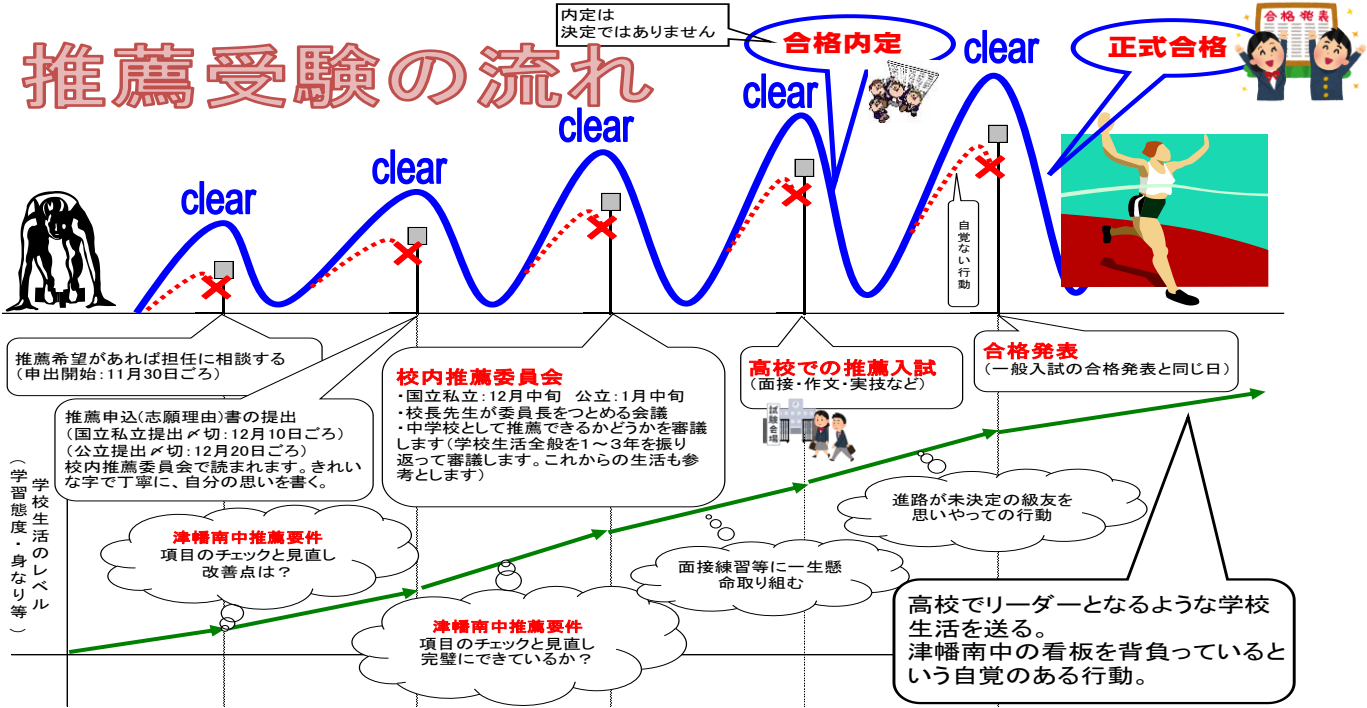 推薦受験の流れ
内定は
決定ではありません
合格内定
正式合格
合格発表
clear
clear
clear
clear
clear
自覚ない行動
推薦希望があれば担任に相談する
(申出開始:11月30日ごろ)
推薦申込(志願理由)書の提出
(国立私立提出〆切:12月10日ごろ)
(公立提出〆切:12月20日ごろ)
校内推薦委員会で読まれます。きれい
な字で丁寧に、自分の思いを書く。
校内推薦委員会
・国立私立:12月中旬 公立:1月中旬
・校長先生が委員長をつとめる会議
・中学校として推薦できるかどうかを審議
します(学校生活全般を1~3年を振り
返って審議します。これからの生活も参
考とします)
高校での推薦入試
(面接・作文・実技など)
試験会場
合格発表
(一般入試の合格発表と同じ日)
学校生活のレベル
(学習態度・身なり等)
津幡南中推薦要件
項目のチェックと見直し
改善点は?
津幡南中推薦要件
項目のチェックと見直し
完璧にできているか?
面接練習等に一生懸
命取り組む
進路が未決定の級友を
思いやっての行動
高校でリーダーとなるような学校
生活を送る。
津幡南中の看板を背負っていると
いう自覚のある行動。